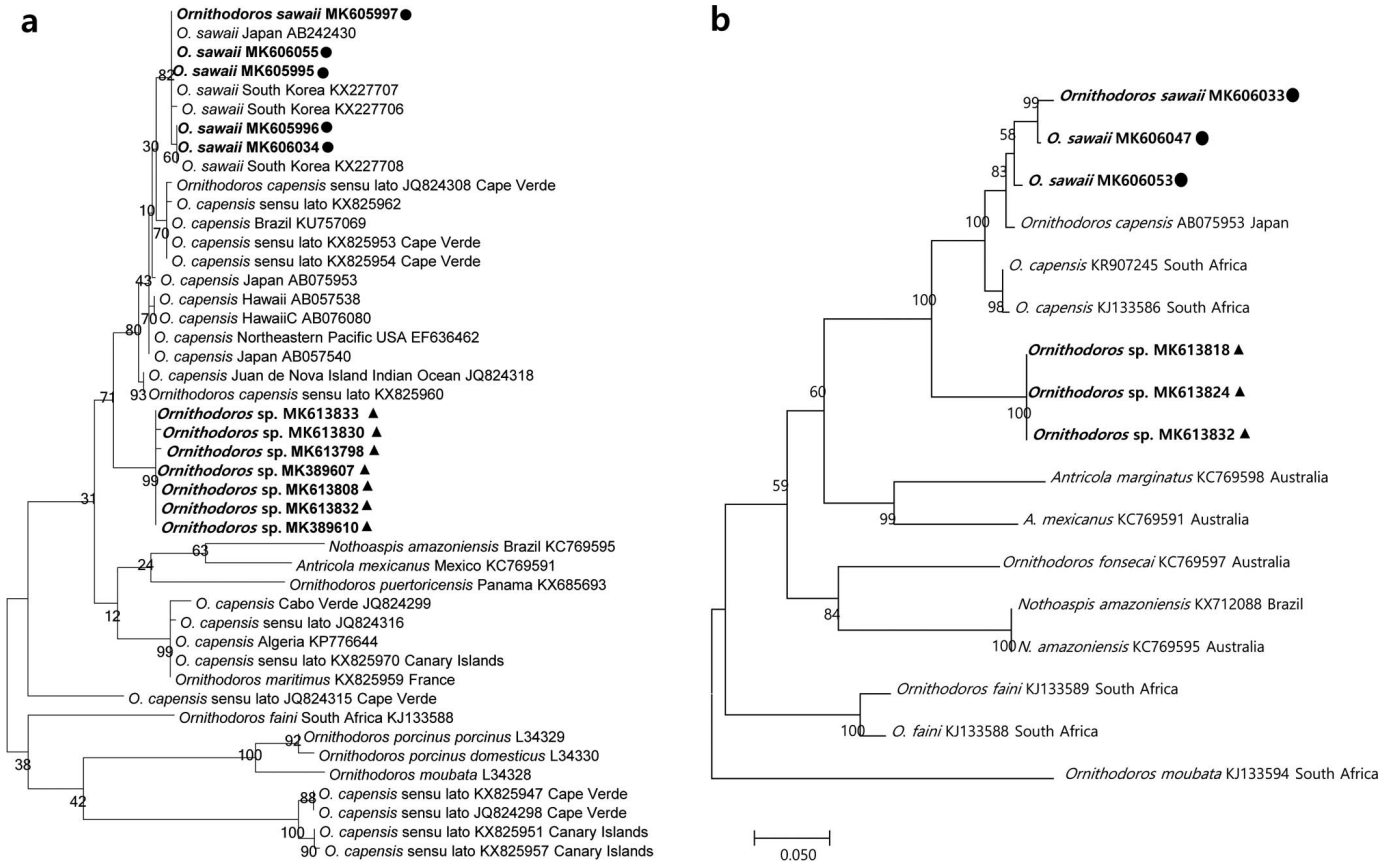 a
Ornithodoros sawaii MK605997
O. sawaii Japan AB242430
O. sawaii MK606055
O. sawaii MK605995
82
O. sawaii South Korea KX227707
O. sawaii South Korea KX227706
O. sawaii MK605996
30
O. sawaii MK606034
60
O. sawaii South Korea KX227708
Ornithodoros capensis sensu lato JQ824308 Cape Verde
O. capensis sensu lato KX825962
10
O. capensis Brazil KU757069
70
O. capensis sensu lato KX825953 Cape Verde
O. capensis sensu lato KX825954 Cape Verde
43
O. capensis Japan AB075953
O. capensis Hawaii AB057538
70
O. capensis HawaiiC AB076080
80
O. capensis Northeastern Pacific USA EF636462
O. capensis Japan AB057540
O. capensis Juan de Nova Island Indian Ocean JQ824318
93
Ornithodoros capensis sensu lato KX825960
71
Ornithodoros sp. MK613833
Ornithodoros sp. MK613830
Ornithodoros sp. MK613798
Ornithodoros sp. MK389607
99
Ornithodoros sp. MK613808
31
Ornithodoros sp. MK613832
Ornithodoros sp. MK389610
63
Nothoaspis amazoniensis Brazil KC769595
24
Antricola mexicanus Mexico KC769591
Ornithodoros puertoricensis Panama KX685693
O. capensis Cabo Verde JQ824299
12
O. capensis sensu lato JQ824316
O. capensis Algeria KP776644
99
O. capensis sensu lato KX825970 Canary Islands
Ornithodoros maritimus KX825959 France
O. capensis sensu lato JQ824315 Cape Verde
Ornithodoros faini South Africa KJ133588
92
Ornithodoros porcinus porcinus L34329
100
Ornithodoros porcinus domesticus L34330
38
Ornithodoros moubata L34328
42
88
O. capensis sensu lato KX825947 Cape Verde
O. capensis sensu lato JQ824298 Cape Verde
100
O. capensis sensu lato KX825951 Canary Islands
90
O. capensis sensu lato KX825957 Canary Islands
b
99
Ornithodoros sawaii MK606033
58
O. sawaii MK606047
83
O. sawaii MK606053
100
Ornithodoros capensis AB075953 Japan
O. capensis KR907245 South Africa
100
98
O. capensis KJ133586 South Africa
Ornithodoros sp. MK613818
60
Ornithodoros sp. MK613824
100
Ornithodoros sp. MK613832
59
Antricola marginatus KC769598 Australia
99
A. mexicanus KC769591 Australia
Ornithodoros fonsecai KC769597 Australia
84
Nothoaspis amazoniensis KX712088 Brazil
100
N. amazoniensis KC769595 Australia
Ornithodoros faini KJ133589 South Africa
100
O. faini KJ133588 South Africa
Ornithodoros moubata KJ133594 South Africa
0.050